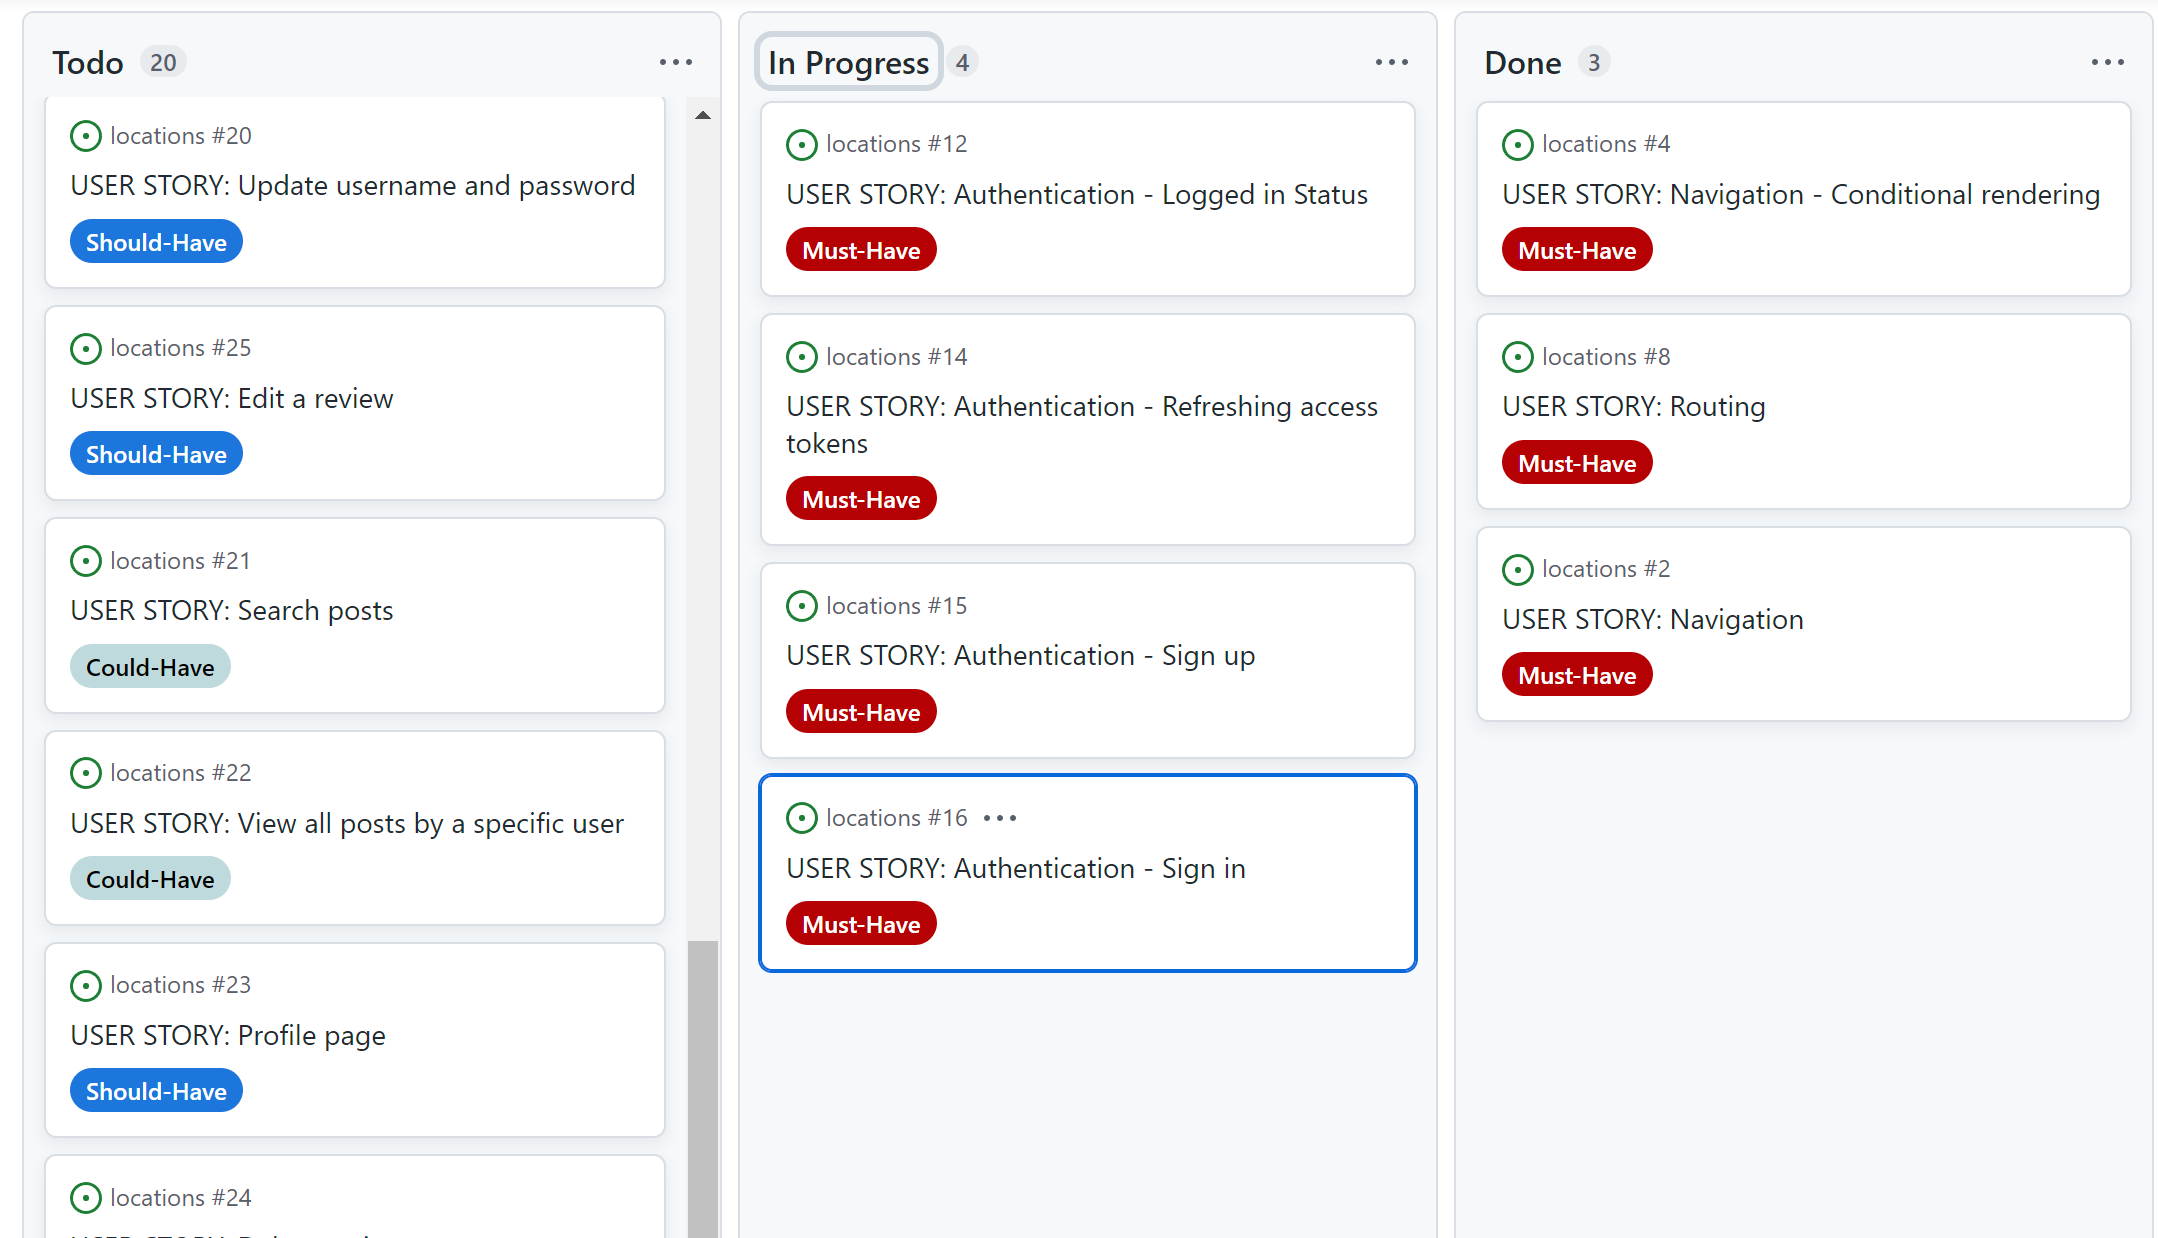 Todo 20
locations #20
USER STORY: Update username and password
Should-Have
locations #25
USER STORY: Edit a review
Should-Have
locations #21
USER STORY: Search posts
Could-Have
locations #22
USER STORY: View all posts by a specific user
Could-Have
locations #23
USER STORY: Profile page
Should-Have
locations #24
In Progress 4
locations #12
USER STORY: Authentication - Logged in Status
Must-Have
locations #14
USER STORY: Authentication - Refreshing access
tokens
Must-Have
locations #15
USER STORY: Authentication - Sign up
Must-Have
locations #16
USER STORY: Authentication - Sign in
Must-Have
Done 3
locations #4
USER STORY: Navigation - Conditional rendering
Must-Have
locations #8
USER STORY: Routing
Must-Have
locations #2
USER STORY: Navigation
Must-Have